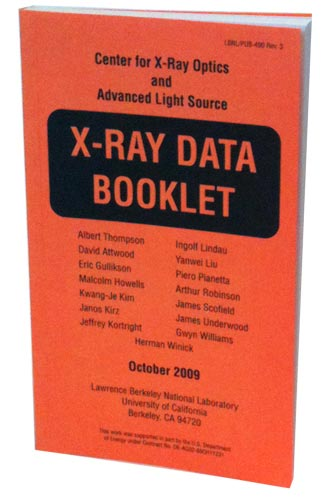 LBNL/PUB-490 Rev. 3
Center for X-Ray Optics
and
Advanced Light Source
X-RAY DATA
BOOKLET
Albert Thompson
David Attwood
Eric Gullikson
Malcolm Howells
Kwang-Je Kim
Janos Kirz
Jeffrey Kortright
Ingolf Lindau
Yanwei Liu
Piero Pianetta
Arthur Robinson
James Scofield
James Underwood
Gwyn Williams
Herman Winick
October 2009
Lawrence Berkeley National Laboratory
University of California
Berkeley, CA 94720
This work was supported in part by the U.S. Department
of Energy under Contract No.